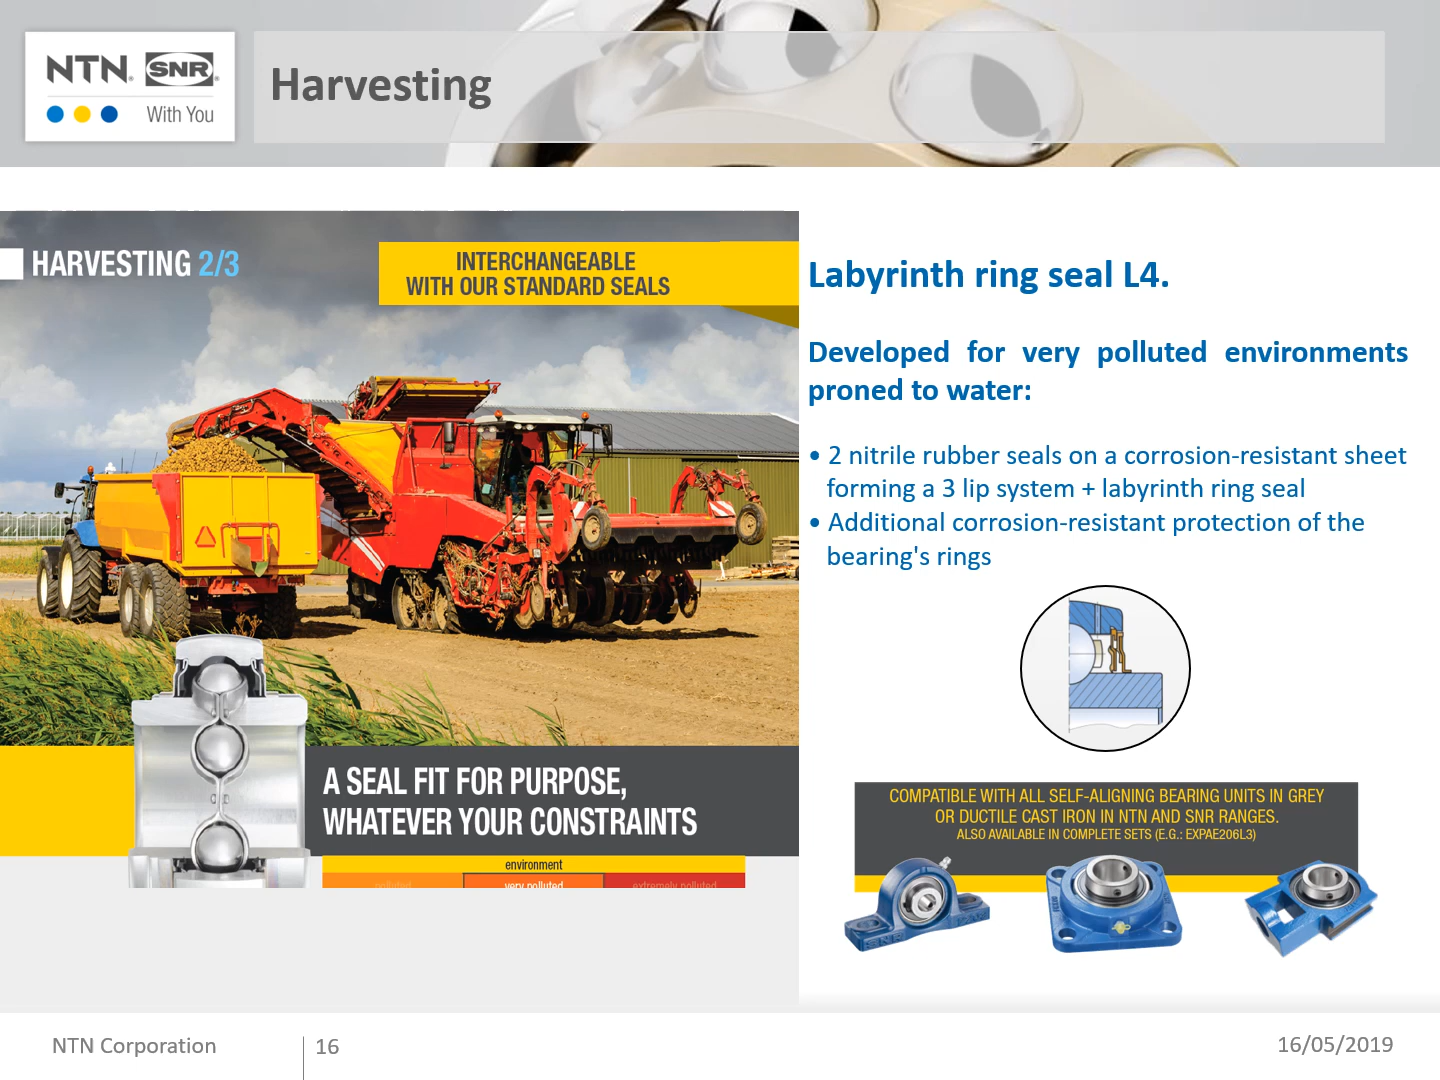 NTN SNR
With You
Harvesting
HARVESTING 2/3
INTERCHANGEABLE
WITH OUR STANDARD SEALS
A SEAL FIT FOR PURPOSE,
WHATEVER YOUR CONSTRAINTS
environment
polluted very polluted extremely polluted
Labyrinth ring seal L4.
Developed for very polluted environments
proned to water:
• 2 nitrile rubber seals on a corrosion-resistant sheet
forming a 3 lip system + labyrinth ring seal
• Additional corrosion-resistant protection of the
bearing's rings
COMPATIBLE WITH ALL SELF-ALIGNING BEARING UNITS IN GREY
OR DUCTILE CAST IRON IN NTN AND SNR RANGES.
ALSO AVAILABLE IN COMPLETE SETS (E.G.: EXPAE206L3)
SNR
NTN Corporation
16
16/05/2019